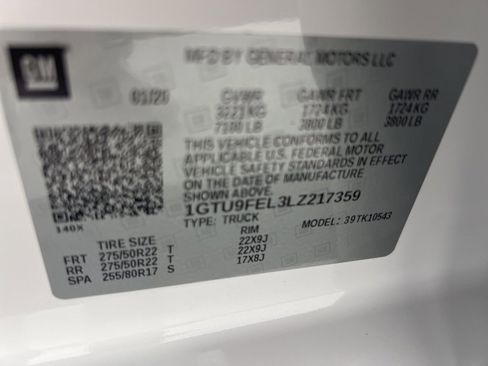 GM
MFD BY GENERAL MOTORS LLC
01/20 GVWR GAWR FRT GAWR RR
3221 KG 1724 KG 1724 KG
7100 LB 3800 LB 3800 LB
THIS VEHICLE CONFORMS TO ALL
APPLICABLE U.S. FEDERAL MOTOR
VEHICLE SAFETY STANDARDS IN EFFECT
ON THE DATE OF MANUFACTURE
SHOWN ABOVE.
1GTU9FEL3LZ217359
TYPE: TRUCK MODEL: 39TK10543
140X
TIRE SIZE RIM
FRT 275/50R22 T 22X9J
RR 275/50R22 T 22X9J
SPA 255/80R17 S 17X8J